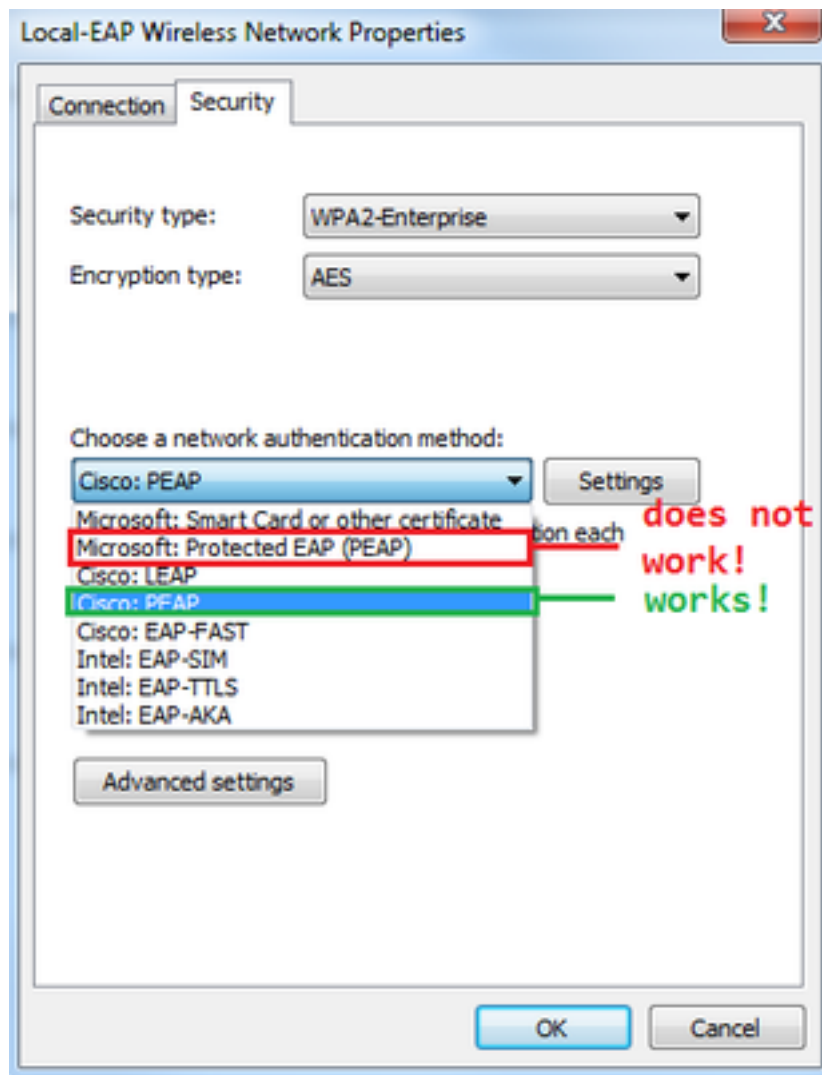 Local-EAP Wireless Network Properties
X
Connection
Security
Security type:
WPA2-Enterprise
Encryption type:
AES
Choose a network authentication method:
Cisco: PEAP
Settings
Microsoft: Smart Card or other certificate
tion each
does not
Microsoft: Protected EAP (PEAP)
work!
Cisco: LEAP
Cisco: PEAP
works!
Cisco: EAP-FAST
Intel: EAP-SIM
Intel: EAP-TTLS
Intel: EAP-AKA
Advanced settings
OK
Cancel